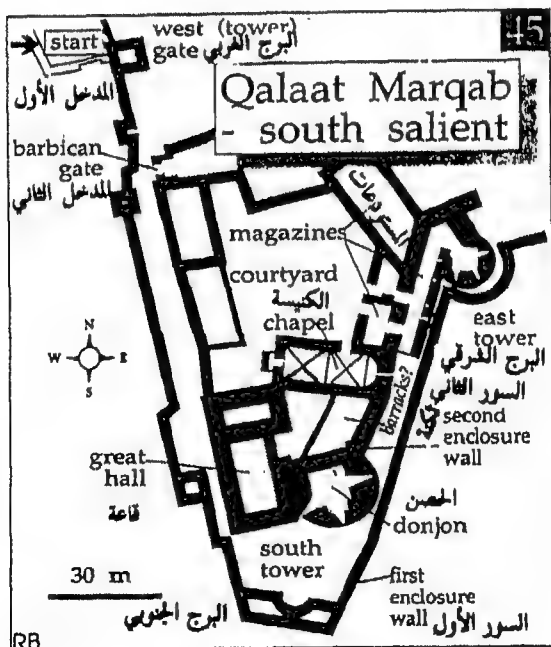 45
start
west (tower)
gate البرج الغربي
المدخل الأول
Qalaat Marqab
- south salient
barbican
gate
المدخل الثاني
المستودعات
magazines
courtyard
الكنيسة
chapel
N
W E
S
east
tower
البرج الشرقي
السور الثاني
barracks?
ثكنة
second
enclosure
wall
great
hall
قاعة
الحصن
donjon
south
tower
30 m
first
enclosure
wall السور الأول
البرج الجنوبي
RB